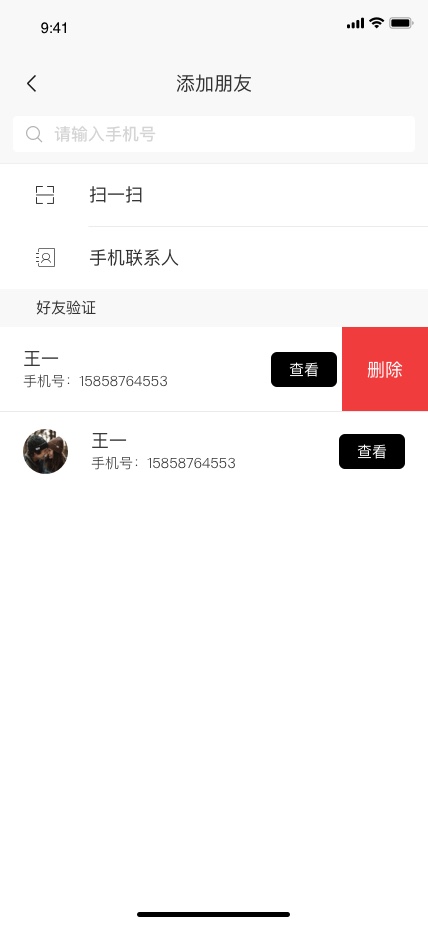 9:41
添加朋友
请输入手机号
扫一扫
手机联系人
好友验证
王一
手机号：15858764553
查看
删除
王一
手机号：15858764553
查看